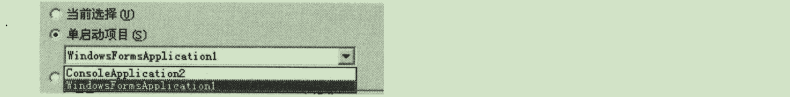 当前选择(U)
单启动项目(S)
WindowsFormsApplication1
ConsoleApplication2
WindowsFormsApplication1